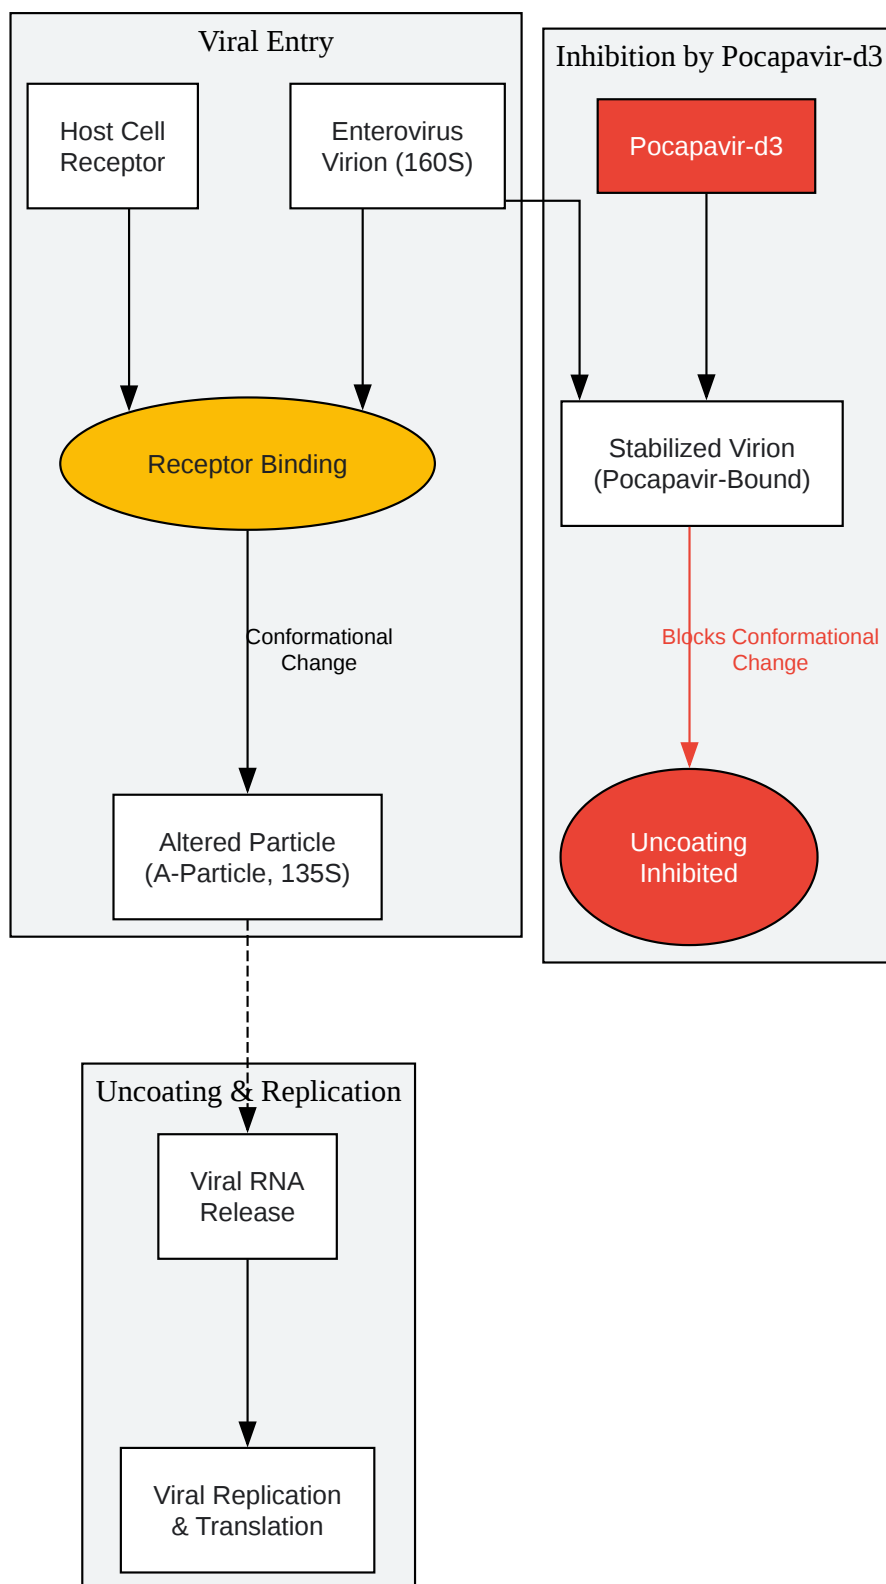 Viral Entry
Host Cell
Receptor
Enterovirus
Virion (160S)
Receptor Binding
Conformational
Change
Altered Particle
(A-Particle, 135S)
Inhibition by Pocapavir-d3
Pocapavir-d3
Stabilized Virion
(Pocapavir-Bound)
Blocks Conformational
Change
Uncoating
Inhibited
Uncoating & Replication
Viral RNA
Release
Viral Replication
& Translation